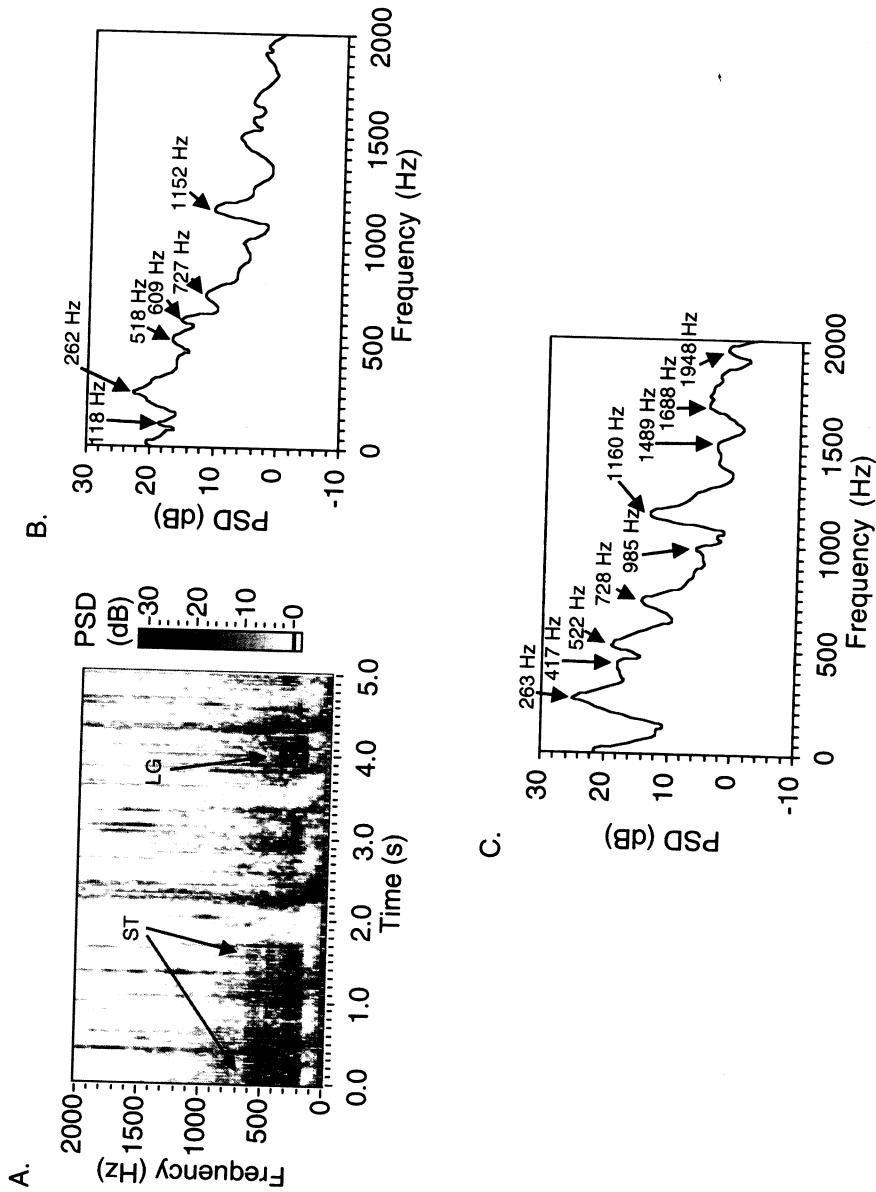 A.
2000
1500
1000
500
0
Frequency (Hz)
0.0
1.0
2.0
3.0
4.0
5.0
Time (s)
ST
LG
PSD
(dB)
30
20
10
0
B.
30
20
10
0
-10
PSD (dB)
0
500
1000
1500
2000
Frequency (Hz)
118 Hz
262 Hz
518 Hz
609 Hz
727 Hz
1152 Hz
C.
30
20
10
0
-10
PSD (dB)
0
500
1000
1500
2000
Frequency (Hz)
263 Hz
417 Hz
522 Hz
728 Hz
985 Hz
1160 Hz
1489 Hz
1688 Hz
1948 Hz